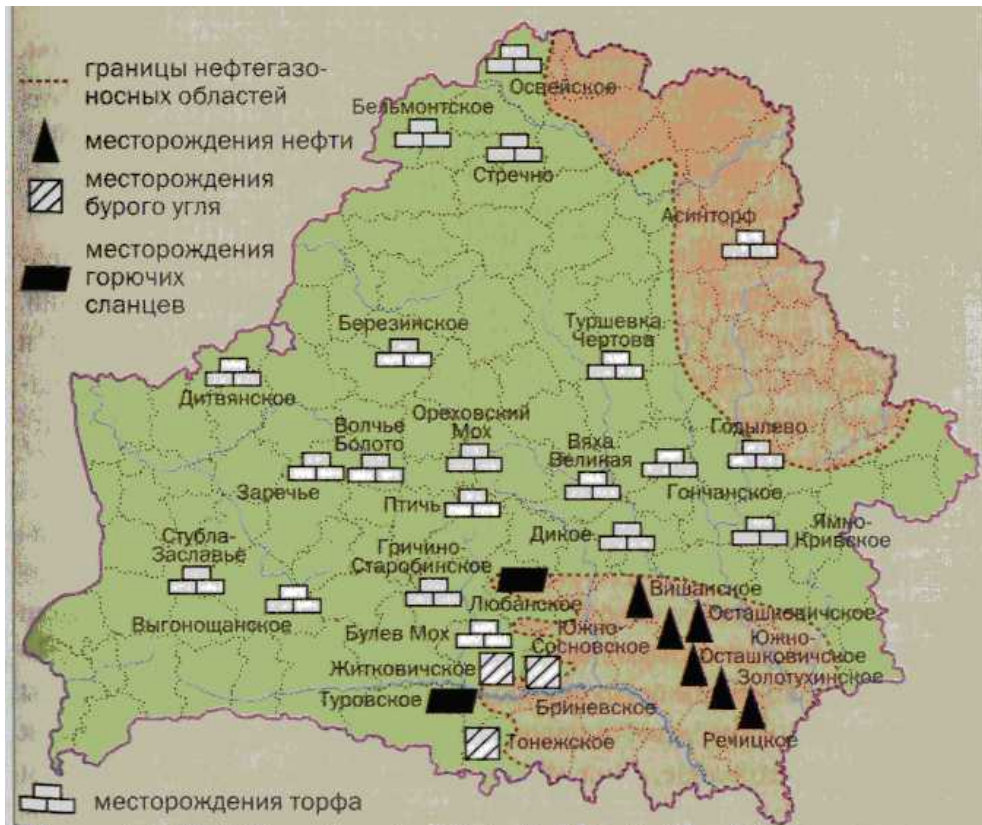 границы нефтегазо-
носных областей
месторождения нефти
месторождения
бурого угля
месторождения
горючих
сланцев
Освейское
Бельмонтское
Стречно
Асинторф
Березинское
Туршевка
Чертова
Дитвянское
Волчье
Болото
Ореховский
Мох
Вяха
Великая
Годылево
Заречье
Гончанское
Птичь
Стубла-
Заславье
Гричино-
Старобинское
Дикое
Ямно-
Кривское
Выгонощанское
Любанское
Вишанское
Осташковичское
Булев Мох
Южно-
Сосновское
Южно-
Осташковичское
Житковичское
Золотухинское
Туровское
Бриневское
Речицкое
Тонежское
месторождения торфа